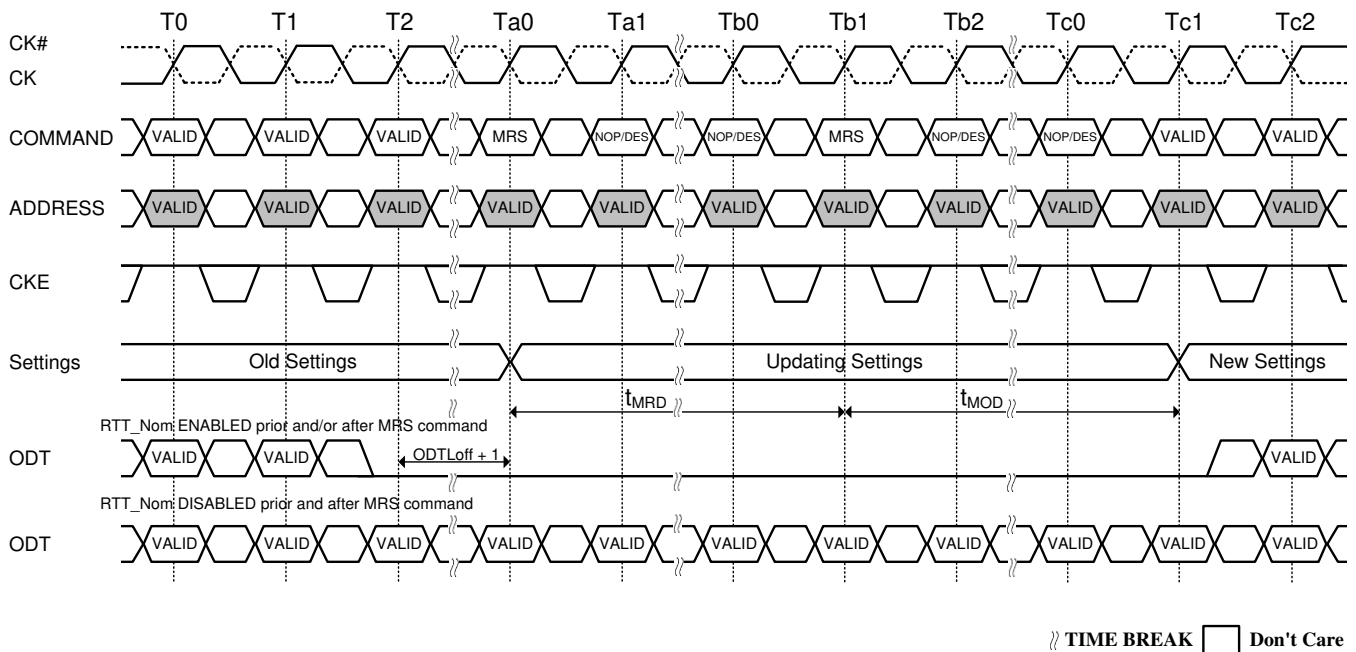 T0 T1 T2 Ta0 Ta1 Tb0 Tb1 Tb2 Tc0 Tc1 Tc2
CK#
CK
COMMAND VALID VALID VALID MRS NOP/DES NOP/DES MRS NOP/DES NOP/DES VALID VALID
ADDRESS VALID VALID VALID VALID VALID VALID VALID VALID VALID VALID VALID
CKE
Settings Old Settings Updating Settings New Settings
tMRD tMOD
RTT_Nom ENABLED prior and/or after MRS command
ODT VALID VALID ODTLoff + 1 VALID
RTT_Nom DISABLED prior and after MRS command
ODT VALID VALID VALID VALID VALID VALID VALID VALID VALID VALID VALID
TIME BREAK Don't Care